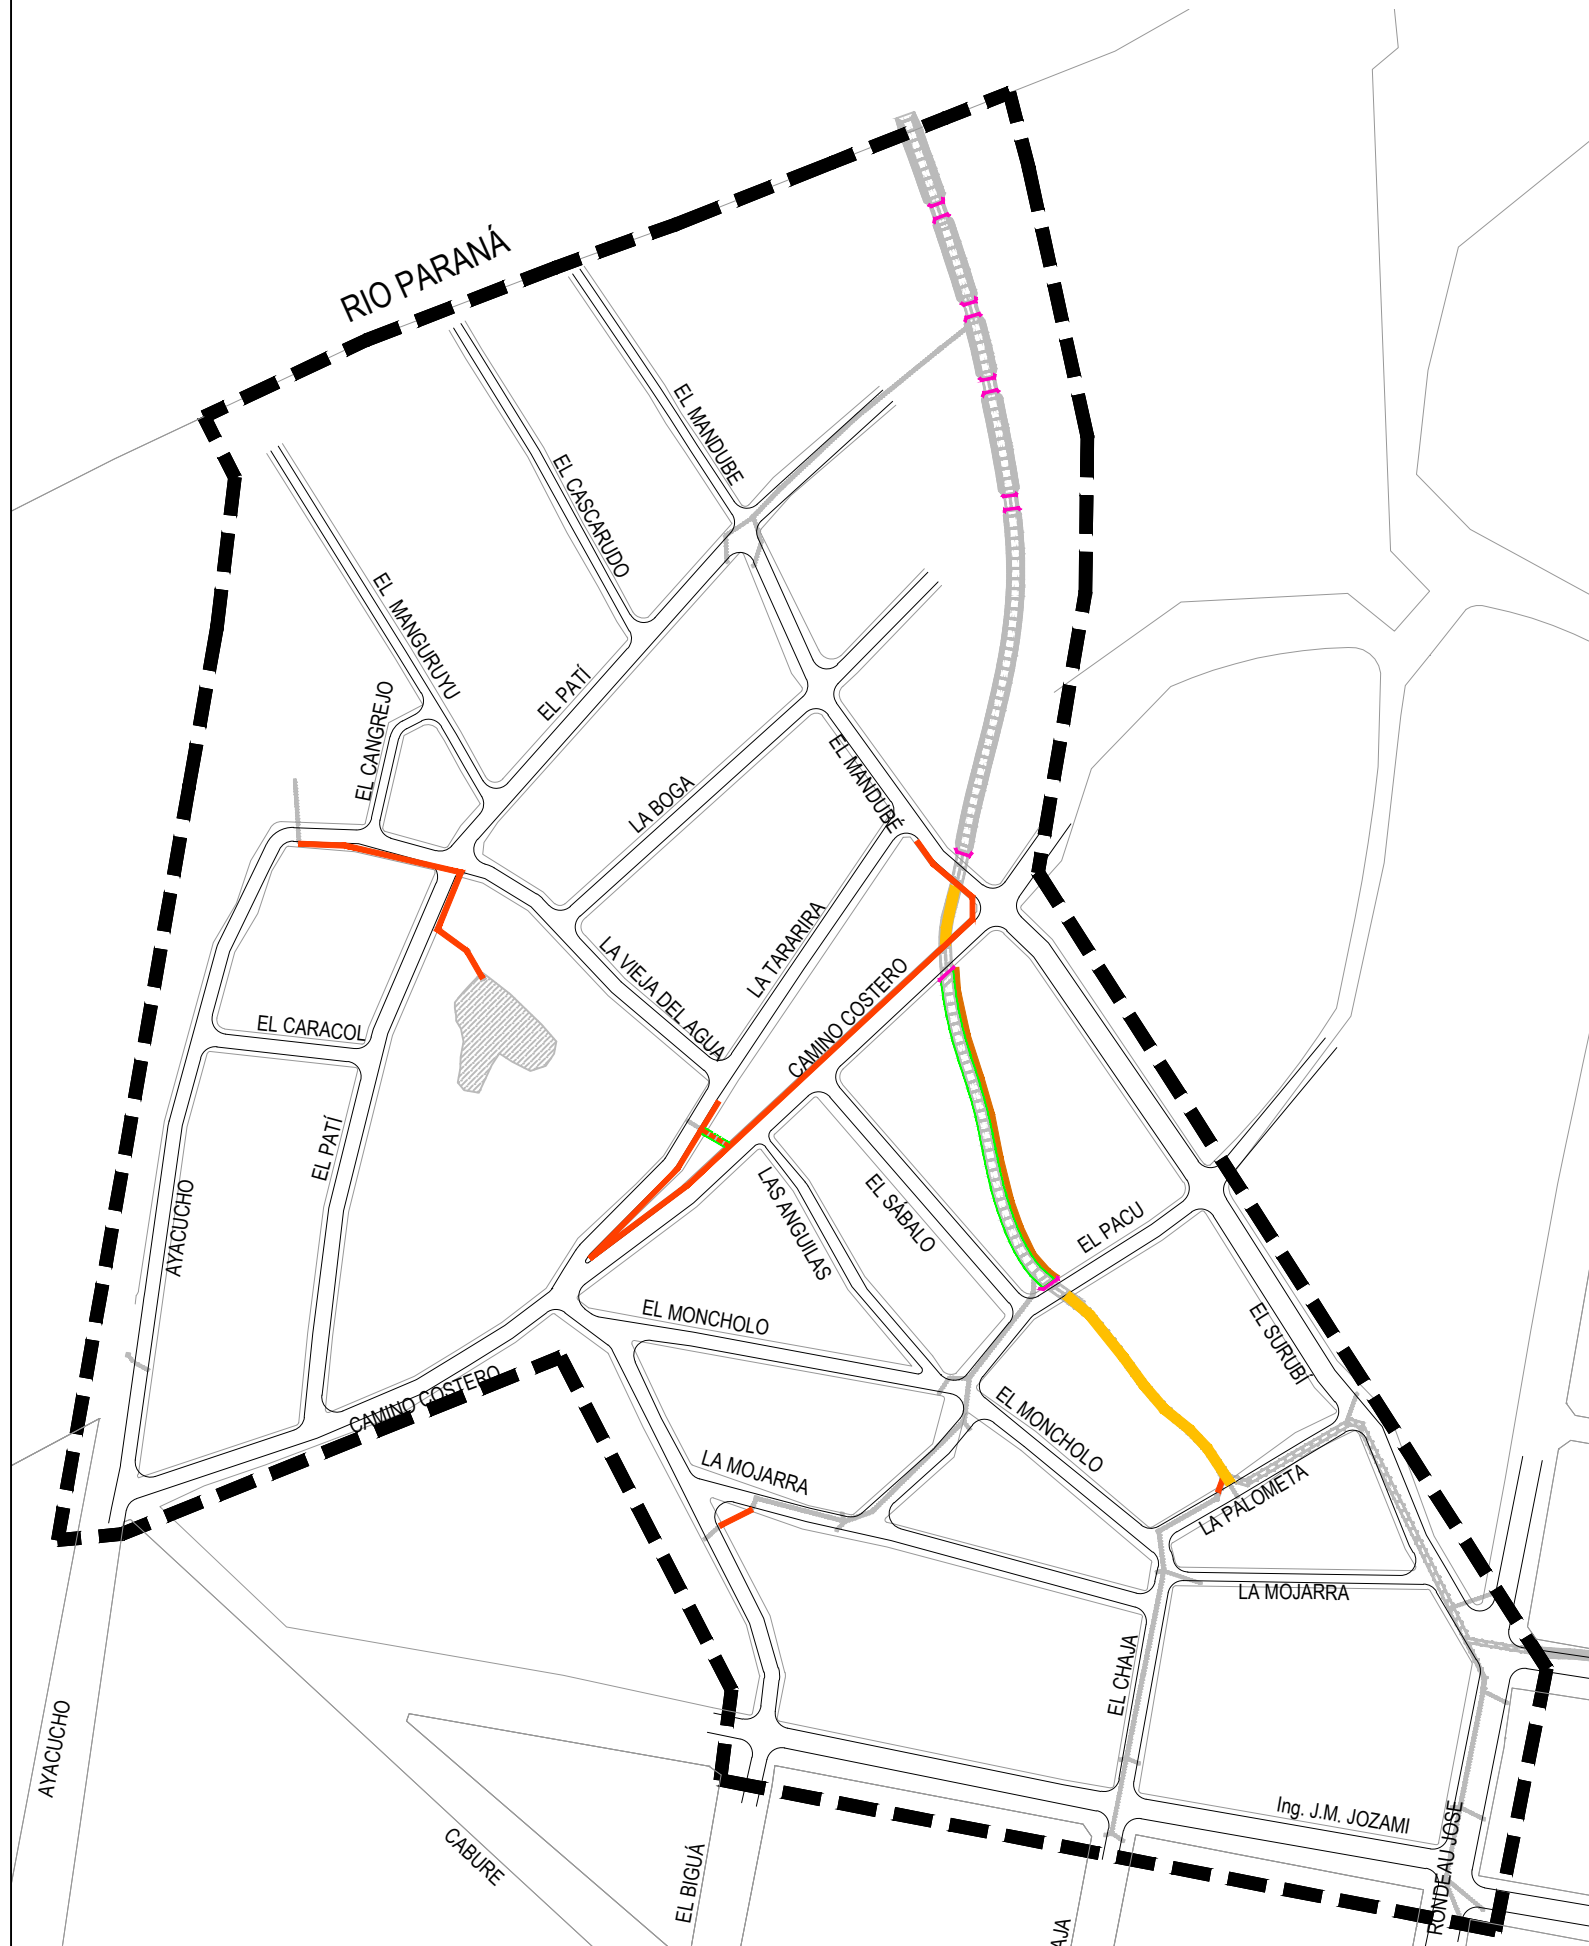 RIO PARANÁ
EL MANDUBE
EL CASCARUDO
EL MANGURUYU
EL PATÍ
EL CANGREJO
EL MANDUBÉ
LA BOGA
LA TARARIRA
LA VIEJA DEL AGUA
CAMINO COSTERO
EL CARACOL
EL PATÍ
AYACUCHO
LAS ANGUILAS
EL SÁBALO
EL PACU
EL MONCHOLO
EL SURUBÍ
CAMINO COSTERO
EL MONCHOLO
LA MOJARRA
LA PALOMETA
LA MOJARRA
EL CHAJA
AYACUCHO
Ing. J.M. JOZAMI
RONDEAU JOSE
CABURE
EL BIGUÁ
AJA